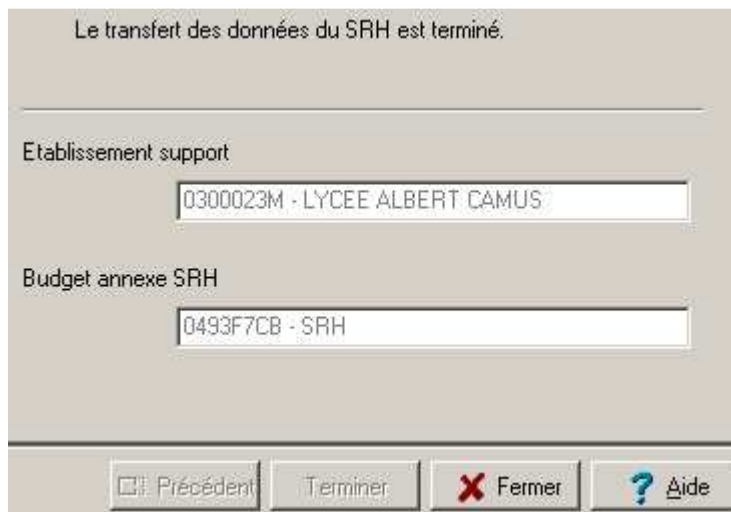 Le transfert des données du SRH est terminé.
Etablissement support
0300023M - LYCEE ALBERT CAMUS
Budget annexe SRH
0493F7CB - SRH
Précédent Terminer Fermer Aide